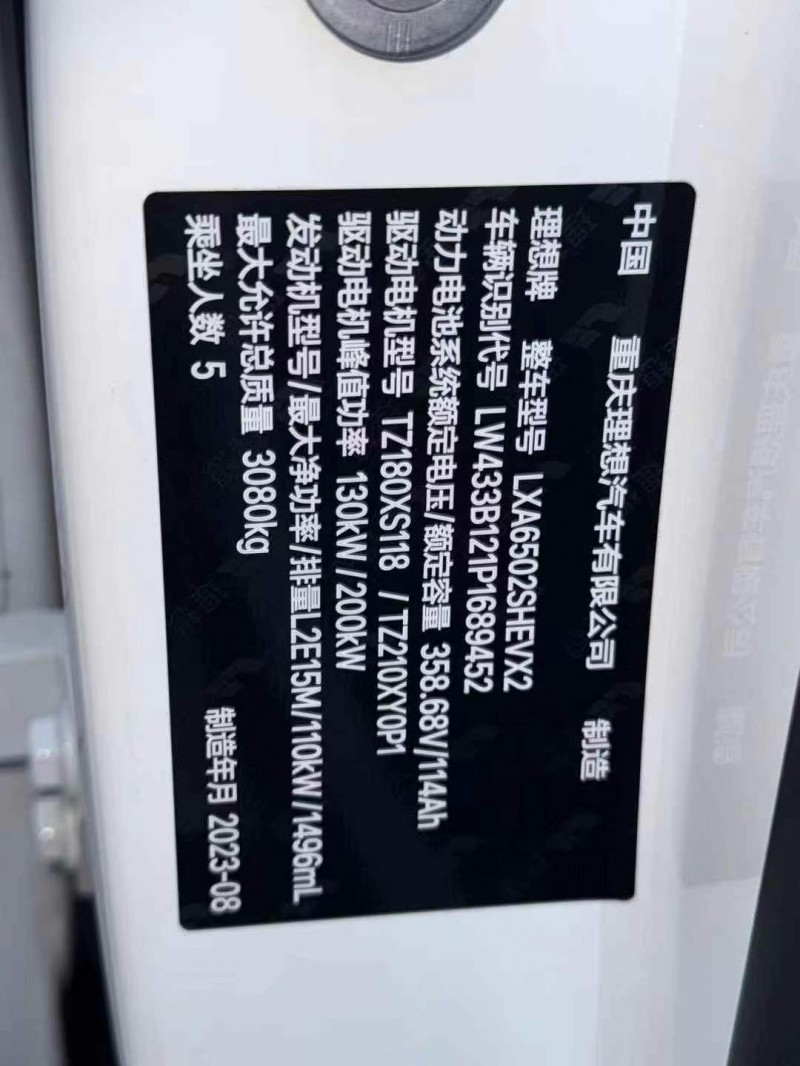 中国 重庆理想汽车有限公司 制造
理想牌 整车型号 LXA6502SHEVX2
车辆识别代号 LW433B121P1689452
动力电池系统额定电压/额定容量 358.68V/114Ah
驱动电机型号 TZ180XS118 /TZ210XY0P1
驱动电机峰值功率 130kW/200kW
发动机型号/最大净功率/排量L2E15M/110kW/1496mL
最大允许总质量 3080kg
乘坐人数 5 制造年月 2023-08